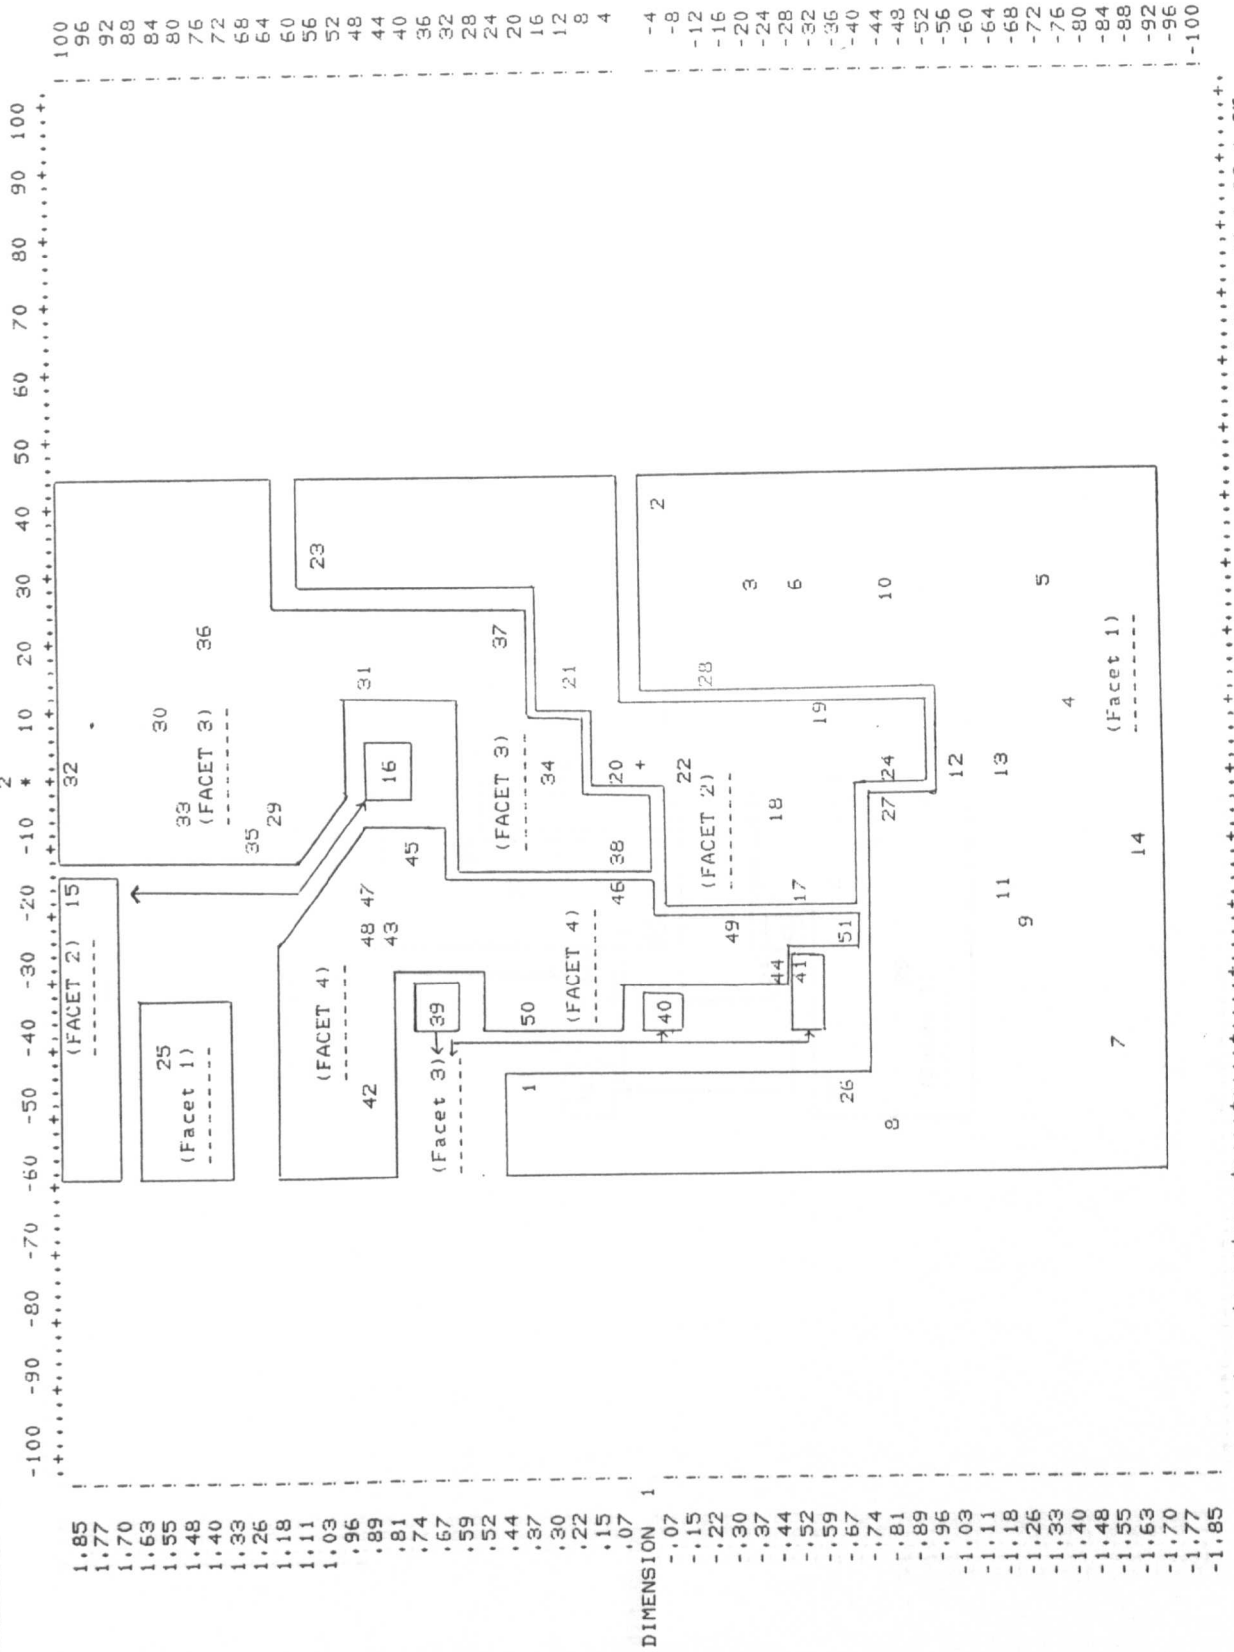 2
-100 -90 -80 -70 -60 -50 -40 -30 -20 -10 * 10 20 30 40 50 60 70 80 90 100
1.85 ! (FACET 2) 15 32 ! 100
1.77 ! ! 96
1.70 ! ! 92
1.63 ! ! 88
1.55 ! 25 30 ! 84
1.48 ! (Facet 1) 33 ! 80
1.40 ! (FACET 3) 36 ! 76
1.33 ! ! 72
1.26 ! 35 ! 68
1.18 ! 29 ! 64
1.11 ! ! 60
1.03 ! (FACET 4) 23 ! 56
.96 ! ! 52
.89 ! 42 48 47 31 ! 48
.81 ! 43 16 ! 44
.74 ! 45 ! 40
.67 ! (Facet 3) 39 ! 36
.59 ! ! 32
.52 ! ! 28
.44 ! (FACET 3) 37 ! 24
.37 ! 1 50 ! 20
.30 ! 34 ! 16
.22 ! (FACET 4) 21 ! 12
.15 ! ! 8
.07 ! 46 38 20 ! 4
DIMENSION 1 +
-.07 ! 40 2 ! -4
-.15 ! 22 ! -8
-.22 ! (FACET 2) 28 ! -12
-.30 ! 49 ! -16
-.37 ! 3 ! -20
-.44 ! 44 18 ! -24
-.52 ! 41 17 6 ! -28
-.59 ! 19 ! -32
-.67 ! 26 51 ! -36
-.74 ! ! -40
-.81 ! 8 27 24 10 ! -44
-.89 ! ! -48
-.96 ! ! -52
-1.03 ! 12 ! -56
-1.11 ! ! -60
-1.18 ! 11 13 ! -64
-1.26 ! 9 ! -68
-1.33 ! 5 ! -72
-1.40 ! 4 ! -76
-1.48 ! ! -80
-1.55 ! 7 (Facet 1) ! -84
-1.63 ! 14 ! -88
-1.70 ! ! -92
-1.77 ! ! -96
-1.85 ! ! -100